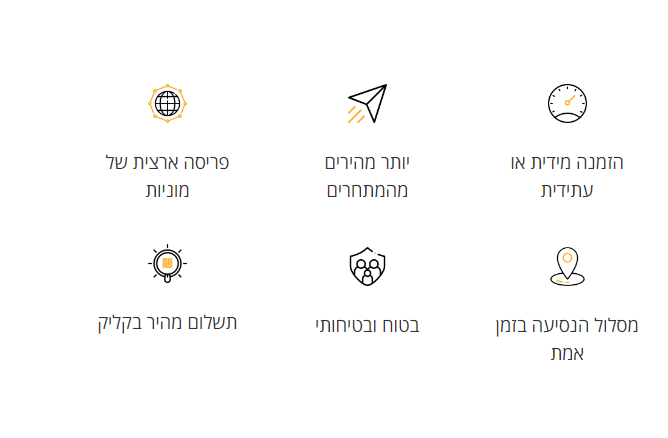 הזמנה מידית או
עתידית
יותר מהירים
מהמתחרים
פריסה ארצית של
מוניות
מסלול הנסיעה בזמן
אמת
בטוח ובטיחותי
תשלום מהיר בקליק